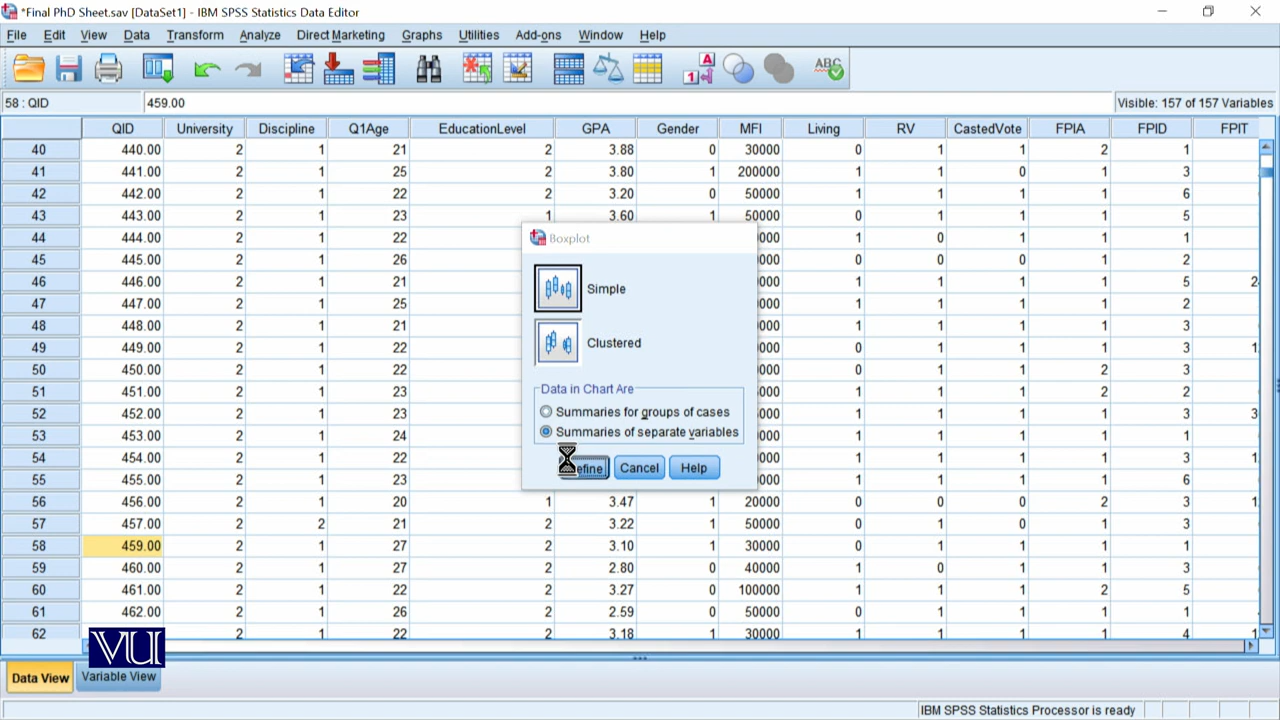 *Final PhD Sheet.sav [DataSet1] - IBM SPSS Statistics Data Editor
File Edit View Data Transform Analyze Direct Marketing Graphs Utilities Add-ons Window Help
58 : QID 459.00 Visible: 157 of 157 Variables
QID University Discipline Q1Age EducationLevel GPA Gender MFI Living RV CastedVote FPIA FPID FPIT
40 440.00 2 1 21 2 3.88 0 30000 0 1 1 2 1
41 441.00 2 1 25 2 3.80 1 200000 1 1 0 1 3
42 442.00 2 1 22 2 3.20 0 50000 1 1 1 1 6
43 443.00 2 1 23 1 3.60 1 50000 0 1 1 1 5
44 444.00 2 1 22 000 1 0 1 1 1
45 445.00 2 1 26 000 0 0 0 1 2
46 446.00 2 1 21 000 1 1 1 1 5 2
47 447.00 2 1 25 000 0 1 1 1 2
48 448.00 2 1 21 000 1 1 1 1 3
49 449.00 2 1 22 000 0 1 1 1 3 1
50 450.00 2 1 22 000 0 1 1 2 3
51 451.00 2 1 23 000 1 1 1 2 2
52 452.00 2 1 23 000 0 1 1 1 3 3
53 453.00 2 1 24 000 0 1 1 1 1
54 454.00 2 1 22 000 1 1 1 1 3 1
55 455.00 2 1 23 000 1 1 1 1 6
56 456.00 2 1 20 1 3.47 1 20000 0 0 0 2 3 1
57 457.00 2 2 21 2 3.22 1 50000 0 1 0 1 3
58 459.00 2 1 27 2 3.10 1 30000 0 1 1 1 1
59 460.00 2 1 27 2 2.80 0 40000 1 0 1 1 3
60 461.00 2 1 22 2 3.27 0 100000 1 1 1 2 5
61 462.00 2 1 26 2 2.59 0 50000 0 1 1 1 1
62 2 1 22 2 3.18 1 30000 1 1 1 1 4 1
Boxplot
Simple
Clustered
Data in Chart Are
Summaries for groups of cases
Summaries of separate variables
efine Cancel Help
VU
Data View Variable View
IBM SPSS Statistics Processor is ready